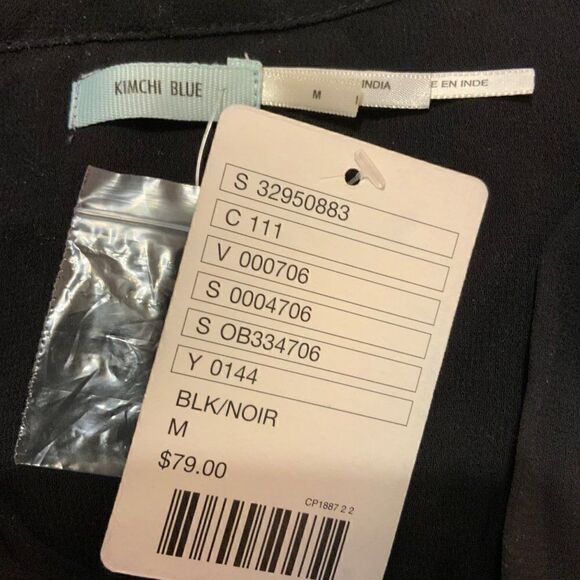 KIMCHI BLUE
M
INDIA
E EN INDE
S 32950883
C 111
V 000706
S 0004706
S OB334706
Y 0144
BLK/NOIR
M
$79.00
CP1887 2 2